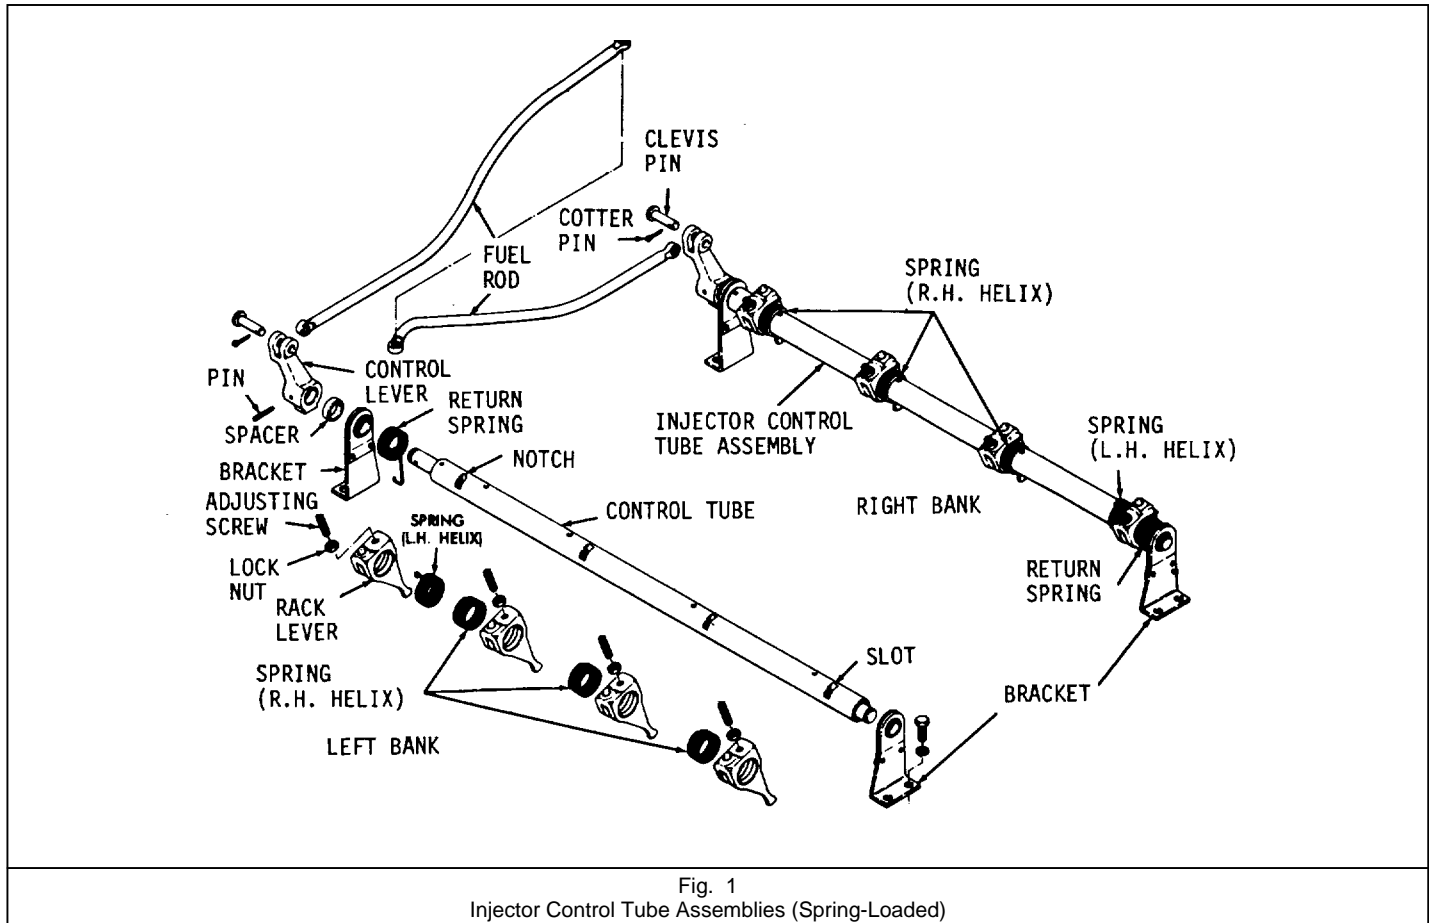 CLEVIS
PIN
COTTER
PIN
FUEL
ROD
SPRING
(R.H. HELIX)
PIN
CONTROL
LEVER
SPACER
RETURN
SPRING
INJECTOR CONTROL
TUBE ASSEMBLY
SPRING
(L.H. HELIX)
BRACKET
NOTCH
ADJUSTING
SCREW
SPRING
(L.H. HELIX)
CONTROL TUBE
RIGHT BANK
LOCK
NUT
RACK
LEVER
RETURN
SPRING
SPRING
(R.H. HELIX)
SLOT
BRACKET
LEFT BANK
Fig. 1
Injector Control Tube Assemblies (Spring-Loaded)